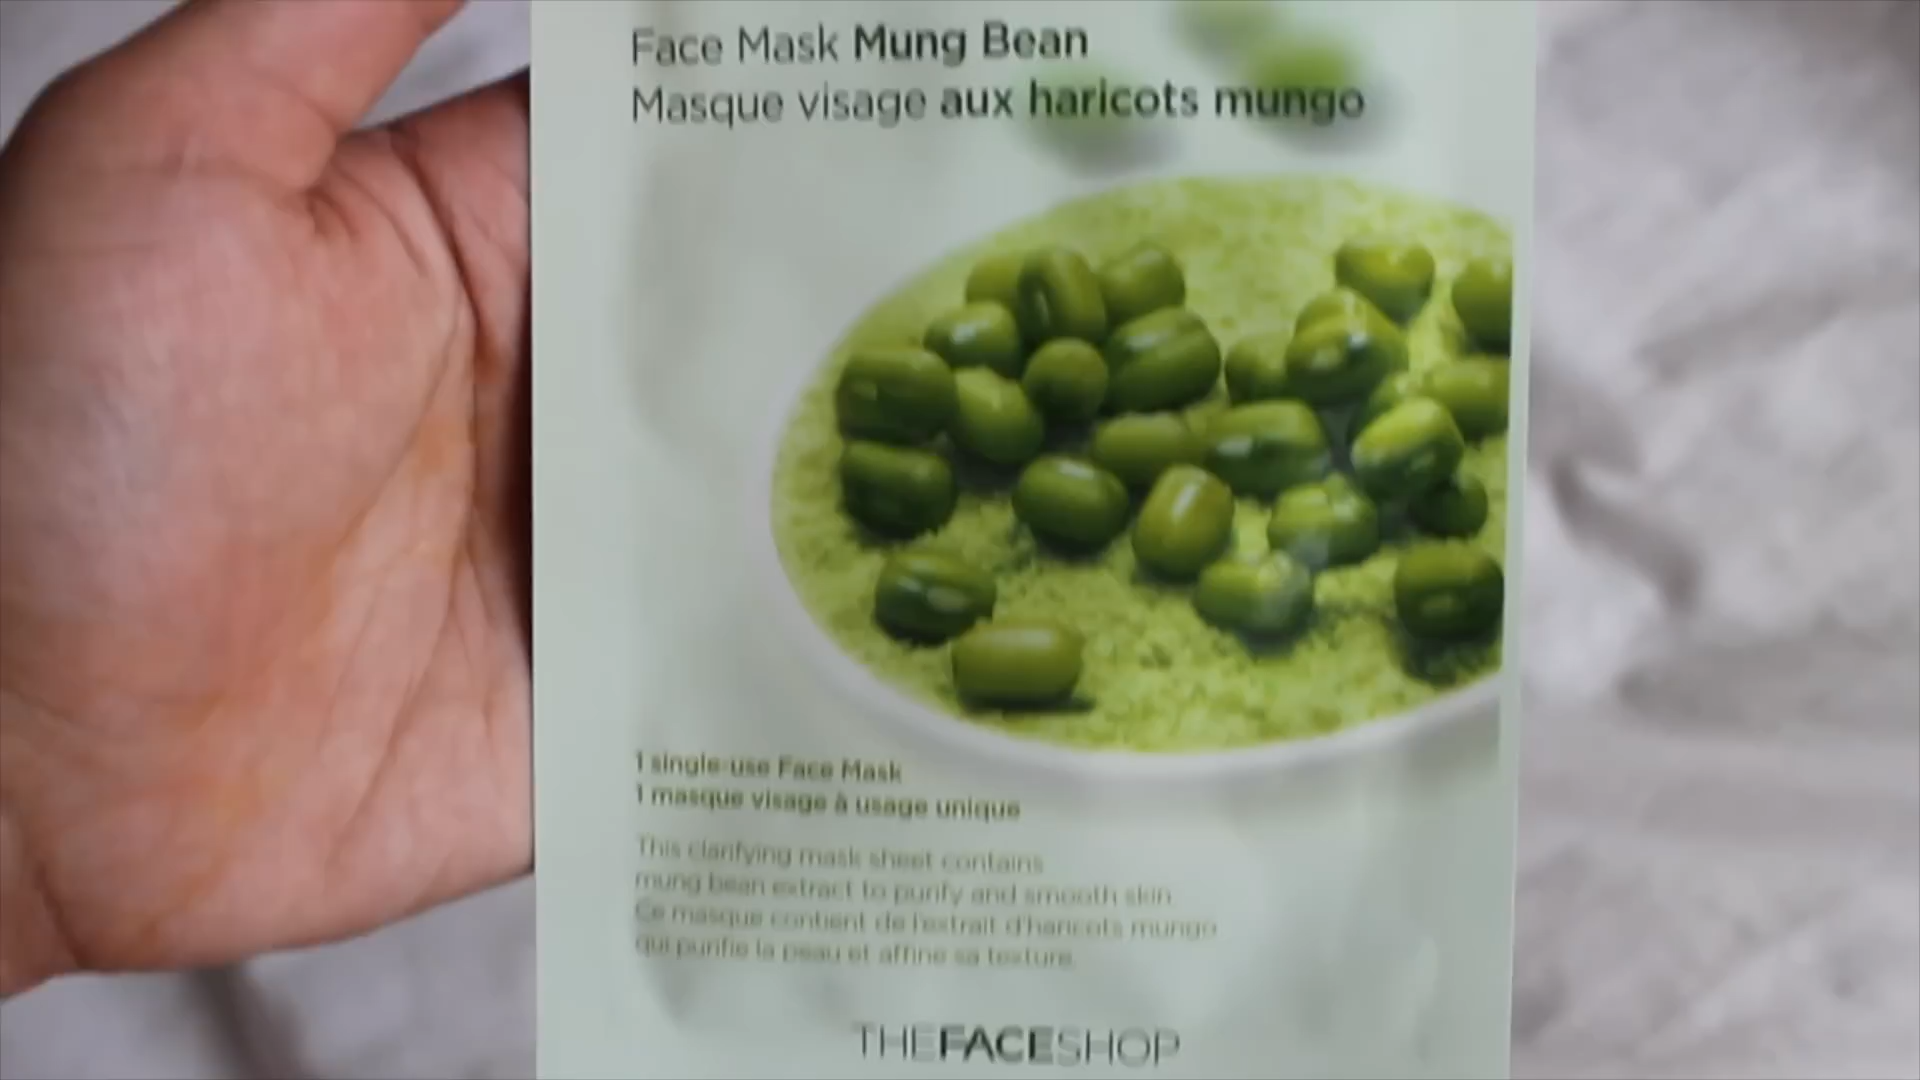 Face Mask Mung Bean
Masque visage aux haricots mungo
1 single-use Face Mask
1 masque visage à usage unique
This clarifying mask sheet contains
mung bean extract to purify and smooth skin
Ce masque contient de l'extrait d'haricots mungo
qui purifie la peau et affine sa texture.
THEFACESHOP